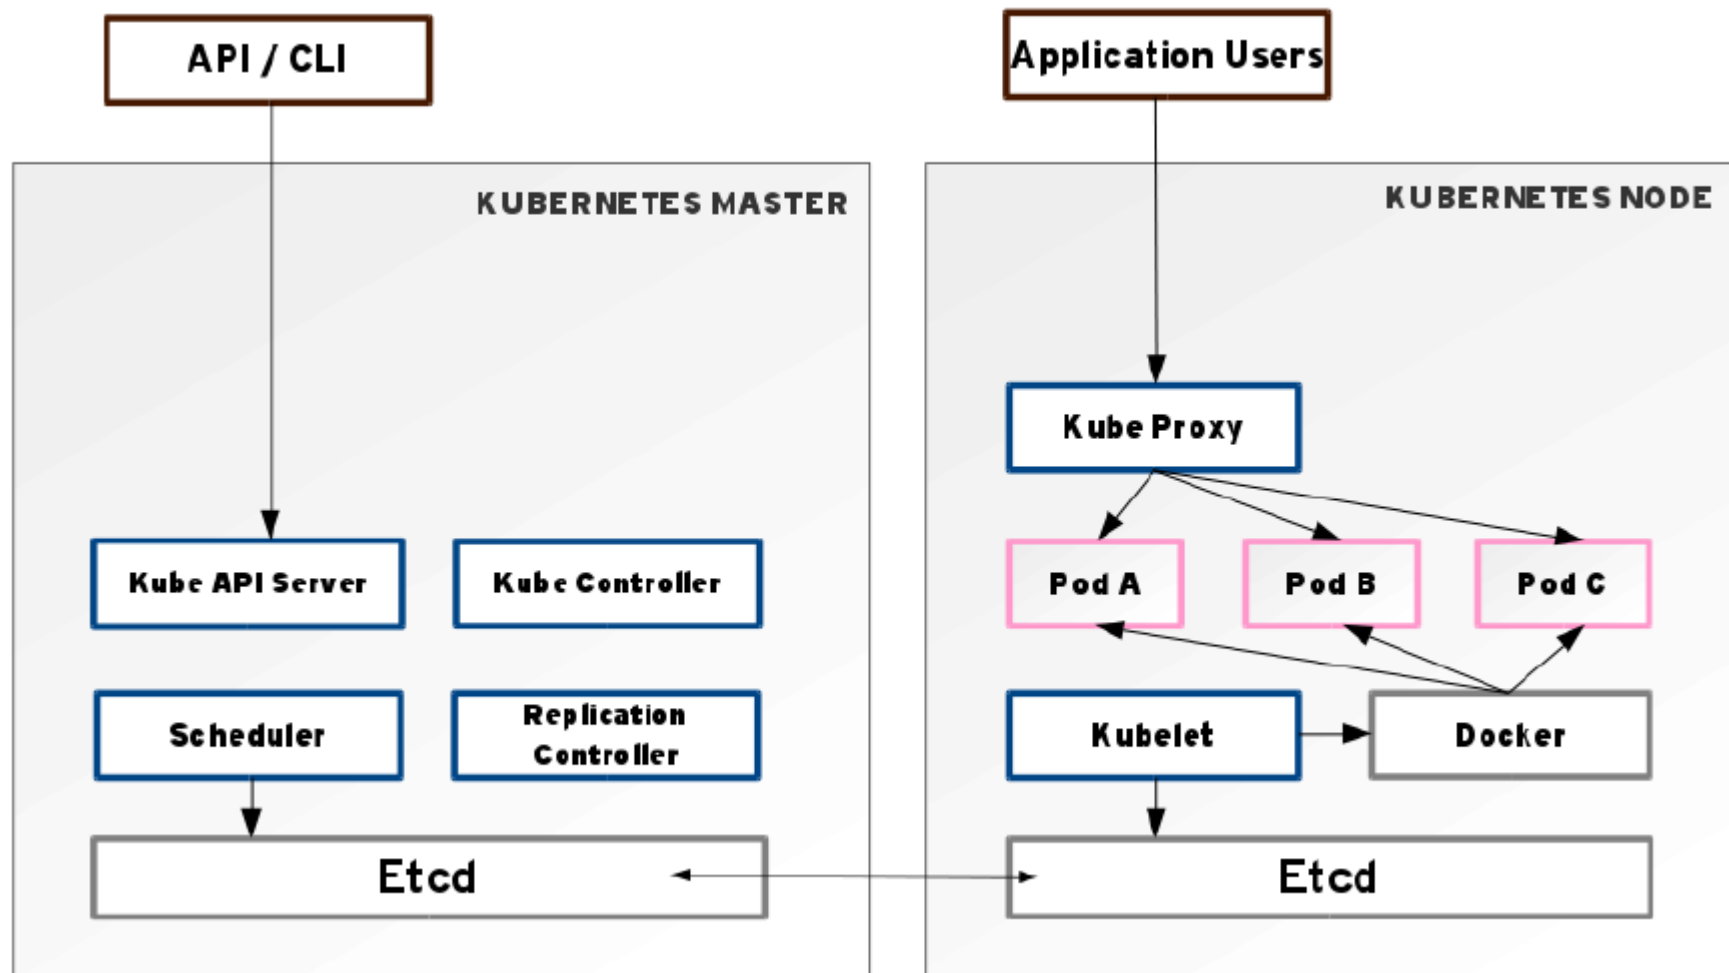 API / CLI
Application Users
KUBERNETES MASTER
KUBERNETES NODE
Kube Proxy
Kube API Server
Kube Controller
Pod A
Pod B
Pod C
Scheduler
Replication
Controller
Kubelet
Docker
Etcd
Etcd